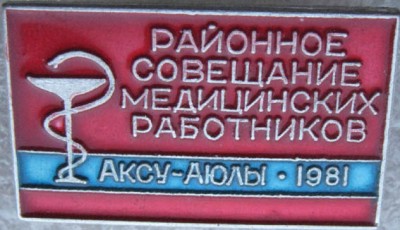 РАЙОННОЕ
СОВЕЩАНИЕ
МЕДИЦИНСКИХ
РАБОТНИКОВ
АКСУ-АЮЛЫ · 1981